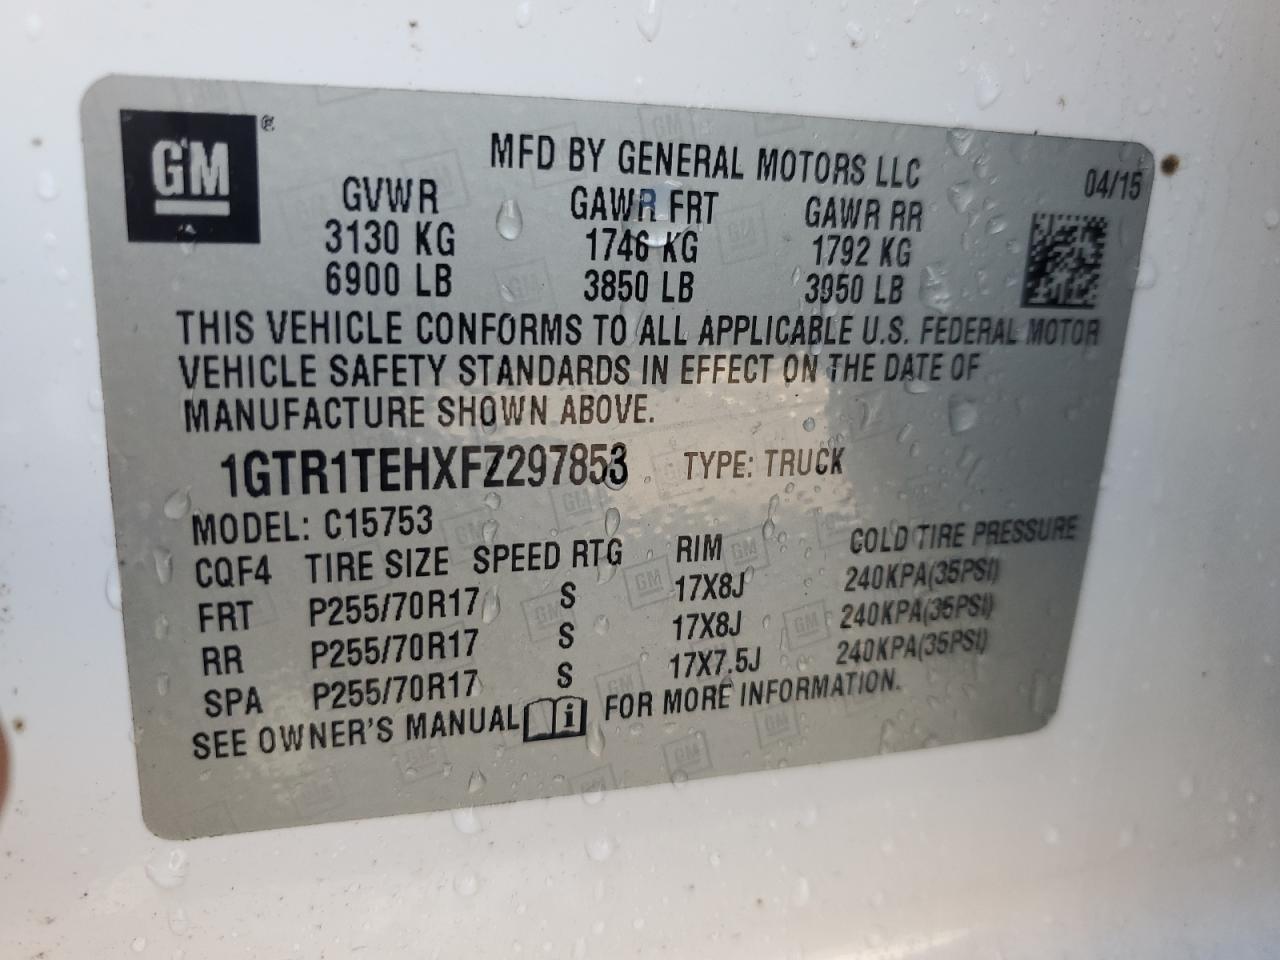 GM ®
MFD BY GENERAL MOTORS LLC 04/15
GVWR GAWR FRT GAWR RR
3130 KG 1746 KG 1792 KG
6900 LB 3850 LB 3950 LB
THIS VEHICLE CONFORMS TO ALL APPLICABLE U.S. FEDERAL MOTOR
VEHICLE SAFETY STANDARDS IN EFFECT ON THE DATE OF
MANUFACTURE SHOWN ABOVE.
1GTR1TEHXFZ297853 TYPE: TRUCK
MODEL: C15753
CQF4 TIRE SIZE SPEED RTG RIM COLD TIRE PRESSURE
FRT P255/70R17 S 17X8J 240KPA(35PSI)
RR P255/70R17 S 17X8J 240KPA(35PSI)
SPA P255/70R17 S 17X7.5J 240KPA(35PSI)
SEE OWNER'S MANUAL i FOR MORE INFORMATION.